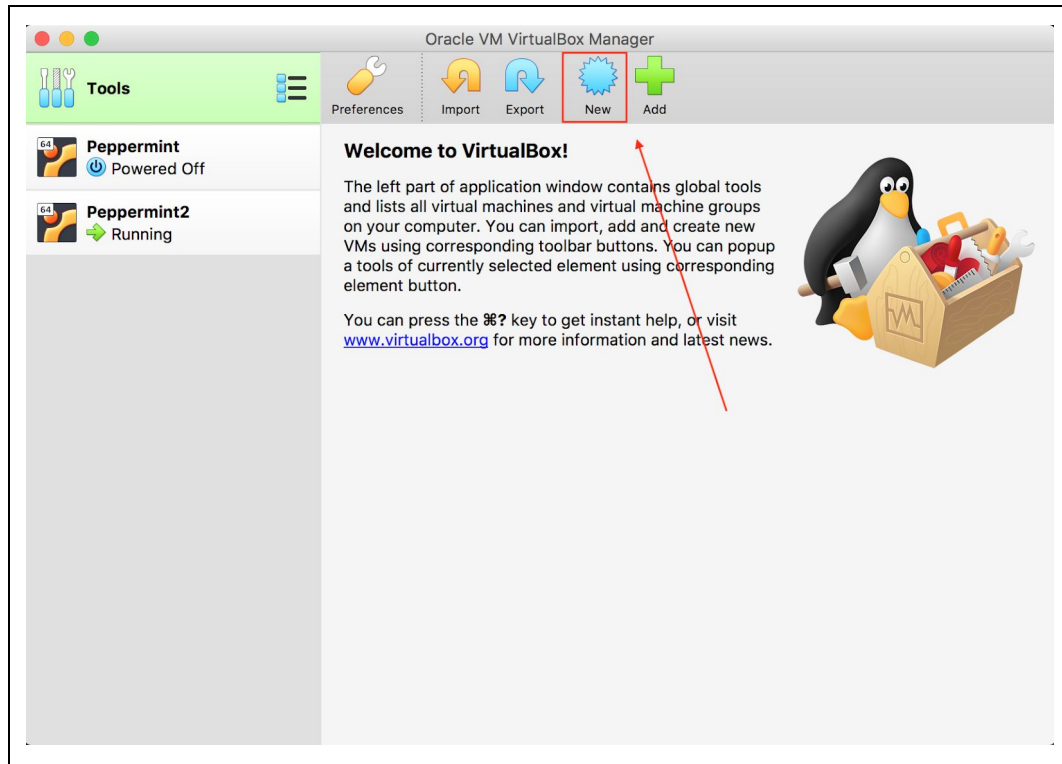 Oracle VM VirtualBox Manager
Tools
Preferences
Import
Export
New
Add
64
Peppermint
Powered Off
64
Peppermint2
Running
Welcome to VirtualBox!
The left part of application window contains global tools
and lists all virtual machines and virtual machine groups
on your computer. You can import, add and create new
VMs using corresponding toolbar buttons. You can popup
a tools of currently selected element using corresponding
element button.
You can press the ⌘? key to get instant help, or visit
www.virtualbox.org for more information and latest news.